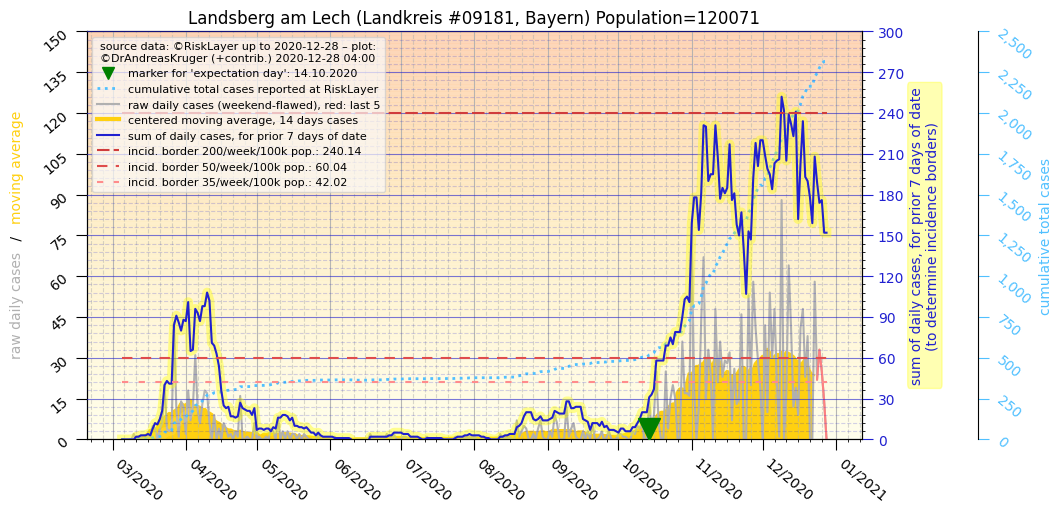 Landsberg am Lech (Landkreis #09181, Bayern) Population=120071
source data: ©RiskLayer up to 2020-12-28 – plot:
©DrAndreasKruger (+contrib.) 2020-12-28 04:00
marker for 'expectation day': 14.10.2020
cumulative total cases reported at RiskLayer
raw daily cases (weekend-flawed), red: last 5
centered moving average, 14 days cases
sum of daily cases, for prior 7 days of date
incid. border 200/week/100k pop.: 240.14
incid. border 50/week/100k pop.: 60.04
incid. border 35/week/100k pop.: 42.02
raw daily cases / moving average
150
135
120
105
90
75
60
45
30
15
0
03/2020
04/2020
05/2020
06/2020
07/2020
08/2020
09/2020
10/2020
11/2020
12/2020
01/2021
300
270
240
210
180
150
120
90
60
30
0
sum of daily cases, for prior 7 days of date
(to determine incidence borders)
2,500
2,250
2,000
1,750
1,500
1,250
1,000
750
500
250
0
cumulative total cases